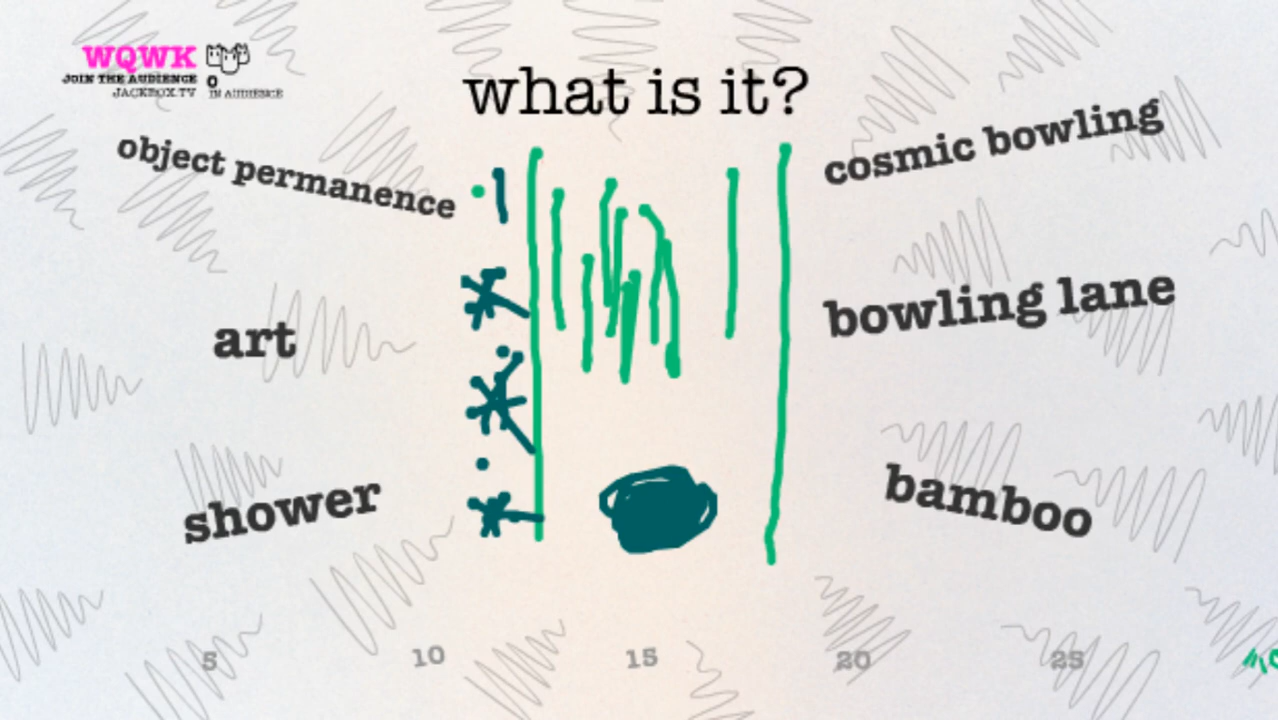 WQWK
JOIN THE AUDIENCE
JACKBOX.TV
0
IN AUDIENCE
what is it?
object permanence
cosmic bowling
art
bowling lane
shower
bamboo
5
10
15
20
25